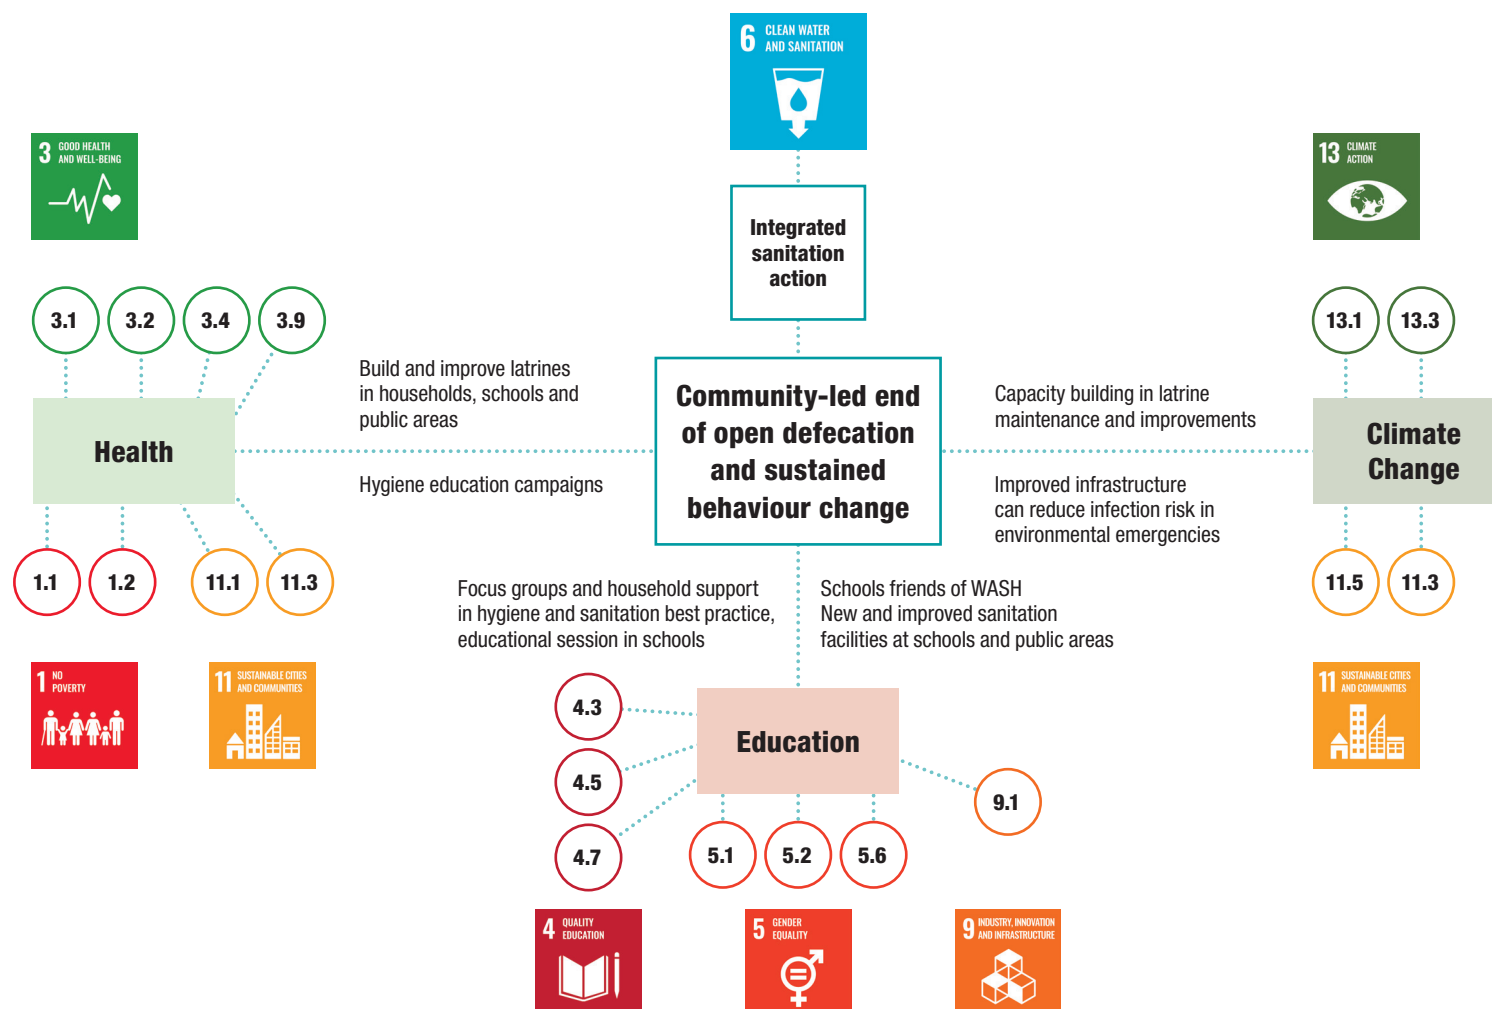 6 CLEAN WATER
AND SANITATION
3 GOOD HEALTH
AND WELL-BEING
13 CLIMATE
ACTION
Integrated
sanitation
action
3.1
3.2
3.4
3.9
13.1
13.3
Build and improve latrines
in households, schools and
public areas
Health
Hygiene education campaigns
Community-led end
of open defecation
and sustained
behaviour change
Capacity building in latrine
maintenance and improvements
Climate
Change
Improved infrastructure
can reduce infection risk in
environmental emergencies
1.1
1.2
11.1
11.3
11.5
11.3
Focus groups and household support
in hygiene and sanitation best practice,
educational session in schools
Schools friends of WASH
New and improved sanitation
facilities at schools and public areas
1 NO
POVERTY
11 SUSTAINABLE CITIES
AND COMMUNITIES
11 SUSTAINABLE CITIES
AND COMMUNITIES
4.3
4.5
4.7
Education
5.1
5.2
5.6
9.1
4 QUALITY
EDUCATION
5 GENDER
EQUALITY
9 INDUSTRY, INNOVATION
AND INFRASTRUCTURE